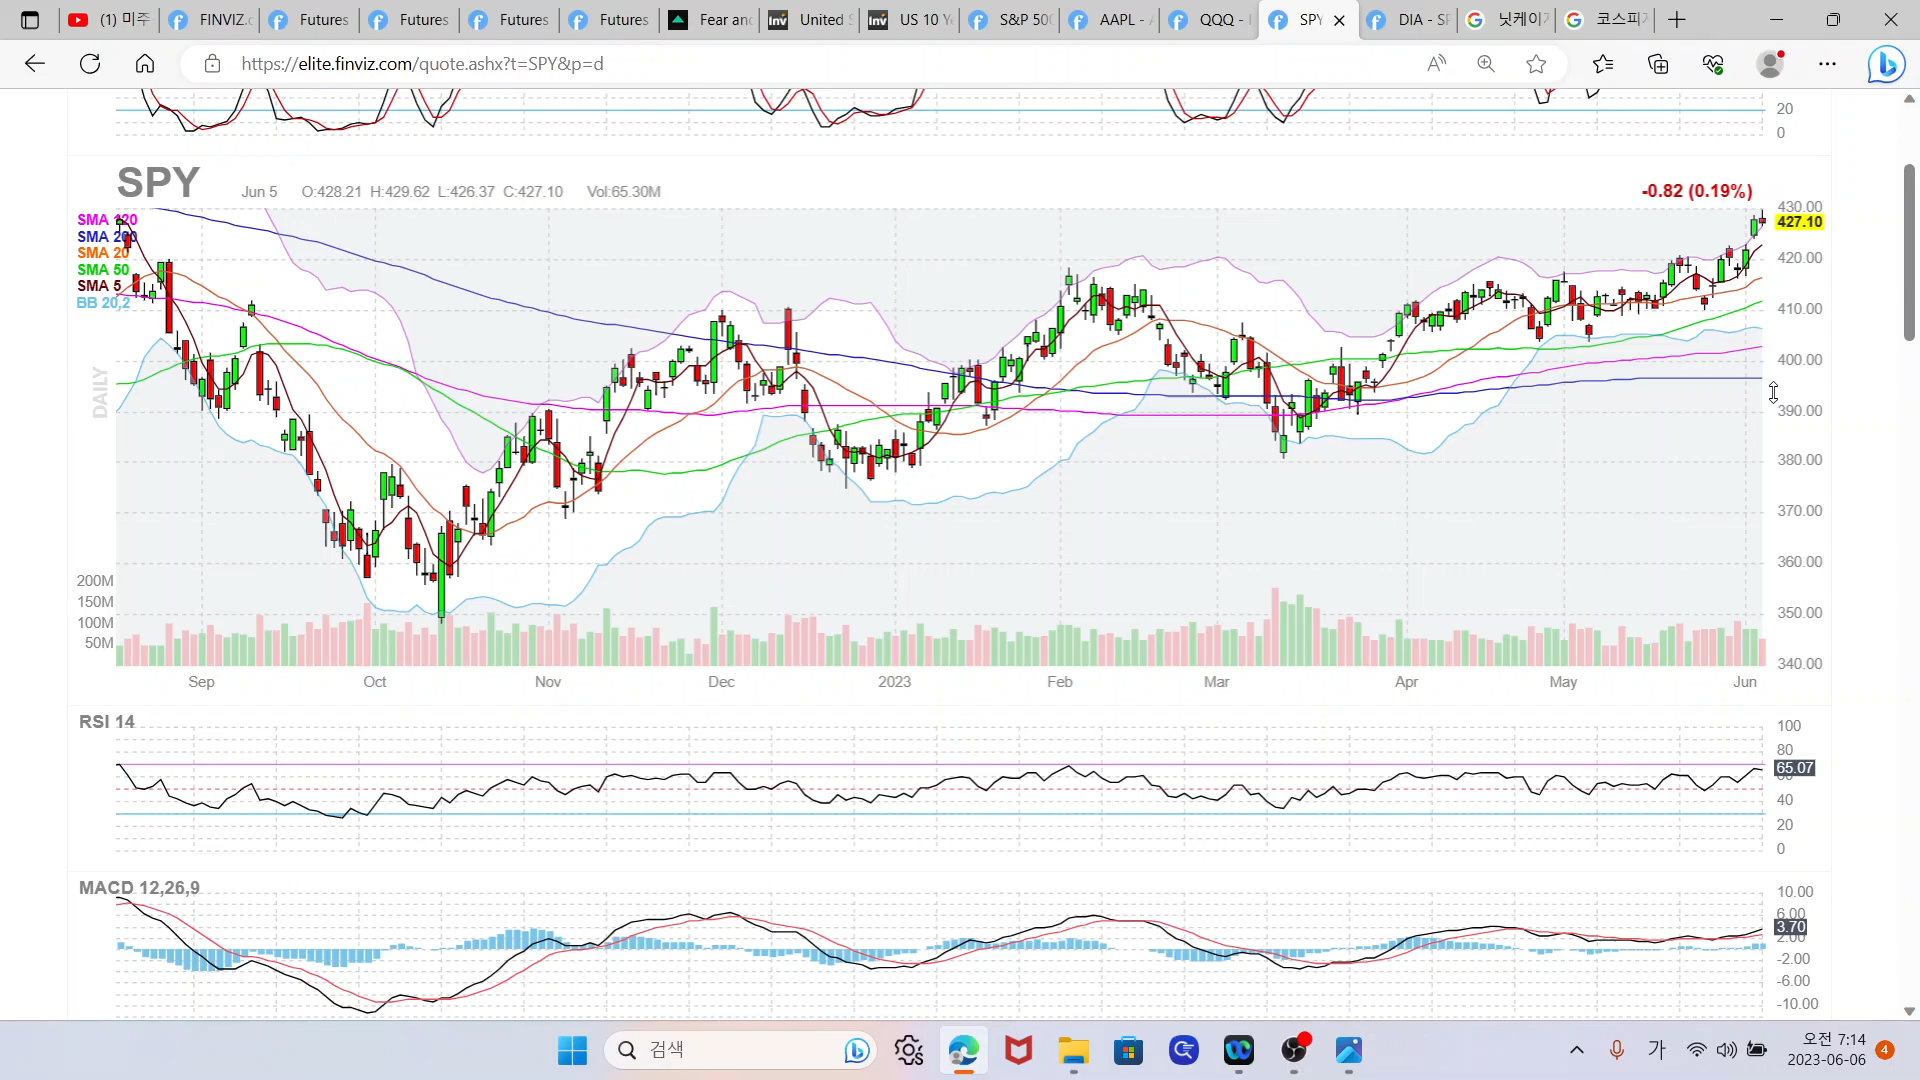 (1) 미주
FINVIZ.c
Futures
Futures
Futures
Futures
Fear and
United S
US 10 Ye
S&P 500
AAPL - A
QQQ - I
SPY
DIA - SP
닛케이
코스피
https://elite.finviz.com/quote.ashx?t=SPY&p=d
20
0
SPY
Jun 5 O:428.21 H:429.62 L:426.37 C:427.10 Vol:65.30M
-0.82 (0.19%)
SMA 120
SMA 200
SMA 20
SMA 50
SMA 5
BB 20,2
DAILY
430.00
427.10
420.00
410.00
400.00
390.00
380.00
370.00
360.00
350.00
340.00
200M
150M
100M
50M
Sep Oct Nov Dec 2023 Feb Mar Apr May Jun
RSI 14
100
80
65.07
60
40
20
0
MACD 12,26,9
10.00
6.00
3.70
2.00
-2.00
-6.00
-10.00
검색
가
오전 7:14
2023-06-06
4